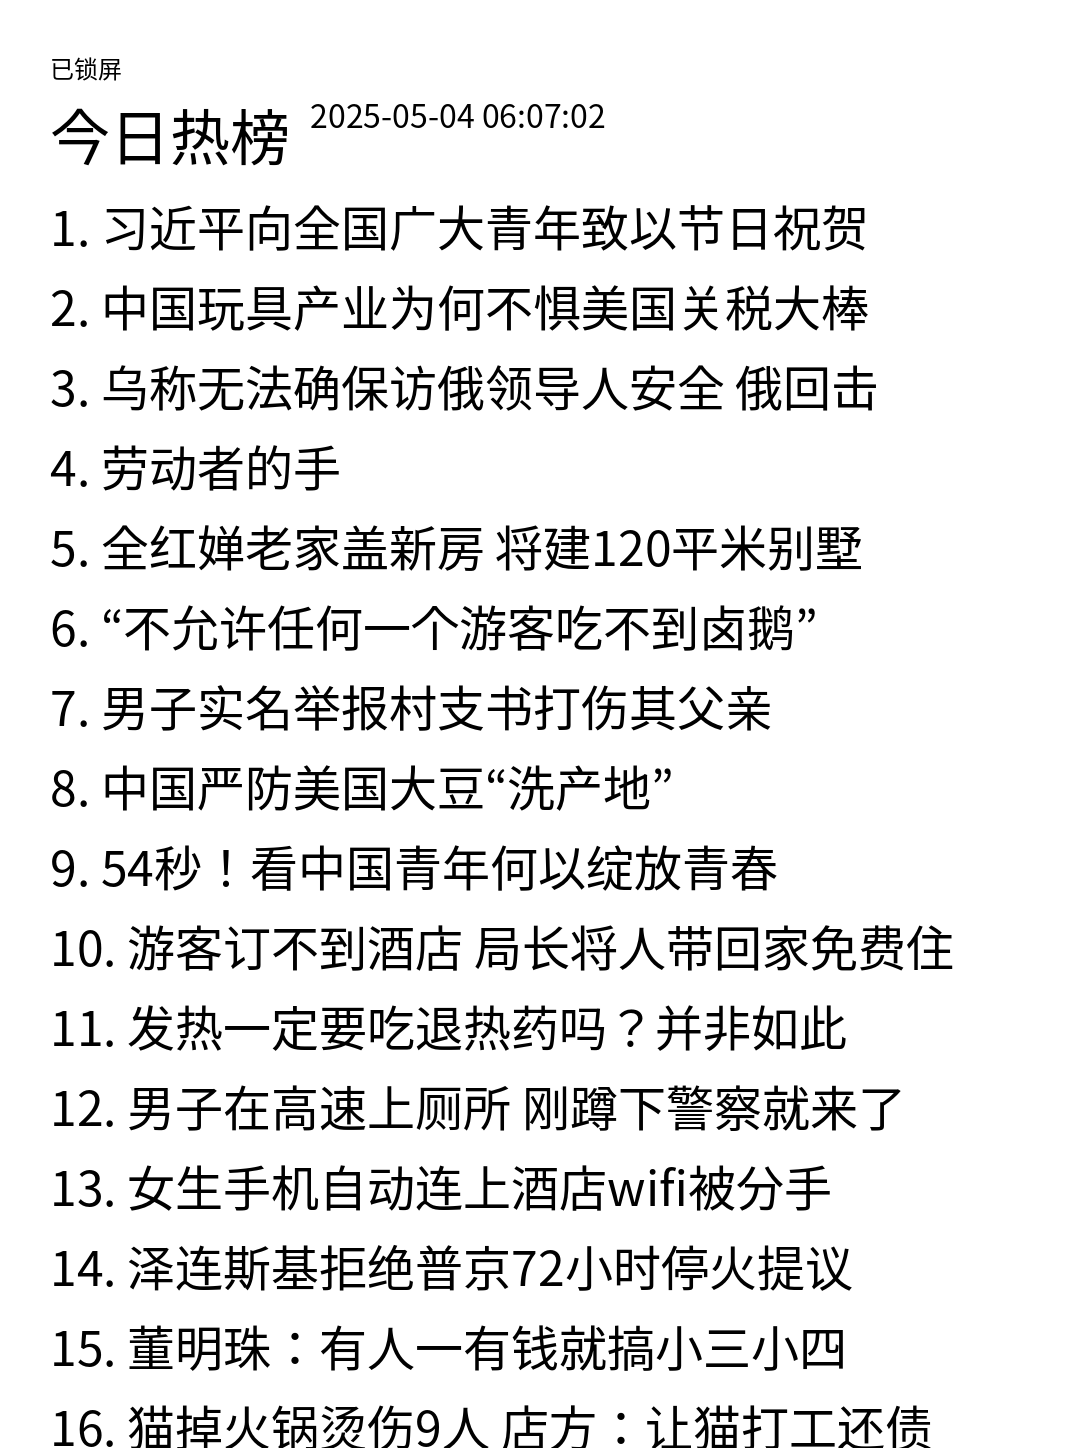 已锁屏
今日热榜 2025-05-04 06:07:02
1. 习近平向全国广大青年致以节日祝贺
2. 中国玩具产业为何不惧美国关税大棒
3. 乌称无法确保访俄领导人安全 俄回击
4. 劳动者的手
5. 全红婵老家盖新房 将建120平米别墅
6. “不允许任何一个游客吃不到卤鹅”
7. 男子实名举报村支书打伤其父亲
8. 中国严防美国大豆“洗产地”
9. 54秒！看中国青年何以绽放青春
10. 游客订不到酒店 局长将人带回家免费住
11. 发热一定要吃退热药吗？并非如此
12. 男子在高速上厕所 刚蹲下警察就来了
13. 女生手机自动连上酒店wifi被分手
14. 泽连斯基拒绝普京72小时停火提议
15. 董明珠：有人一有钱就搞小三小四
16. 猫掉火锅烫伤9人 店方：让猫打工还债